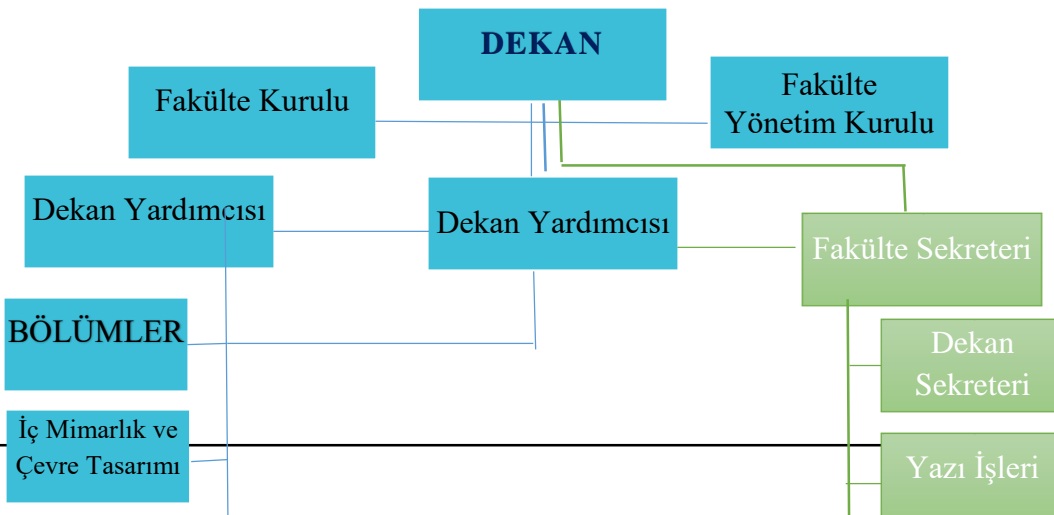 DEKAN
Fakülte Kurulu
Fakülte
Yönetim Kurulu
Dekan Yardımcısı
Dekan Yardımcısı
Fakülte Sekreteri
BÖLÜMLER
Dekan
Sekreteri
İç Mimarlık ve
Çevre Tasarımı
Yazı İşleri